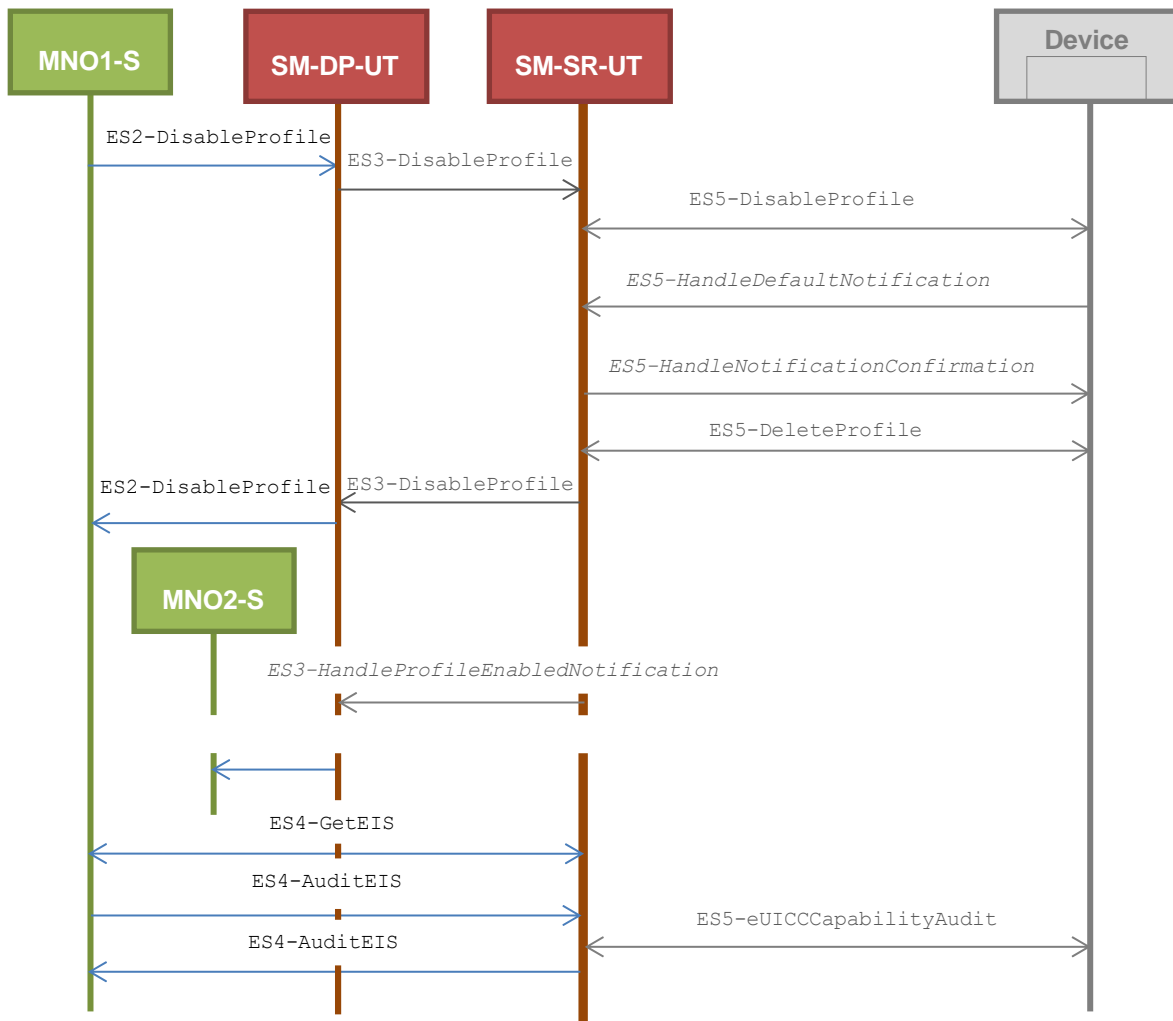 MNO1-S
SM-DP-UT
SM-SR-UT
Device
ES2-DisableProfile
ES3-DisableProfile
ES5-DisableProfile
ES5-HandleDefaultNotification
ES5-HandleNotificationConfirmation
ES5-DeleteProfile
ES2-DisableProfile
ES3-DisableProfile
MNO2-S
ES3-HandleProfileEnabledNotification
ES4-GetEIS
ES4-AuditEIS
ES5-eUICCCapabilityAudit
ES4-AuditEIS